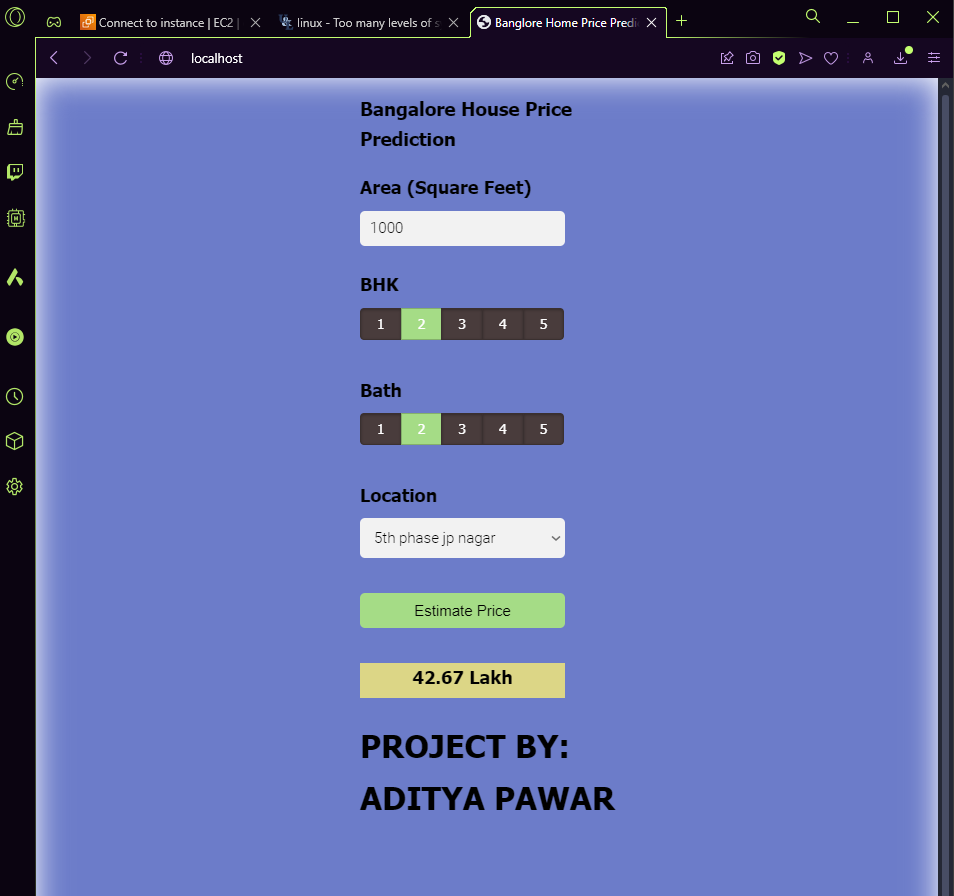 Connect to instance | EC2 |
linux - Too many levels of s
Banglore Home Price Predi
localhost
Bangalore House Price
Prediction
Area (Square Feet)
1000
BHK
1 2 3 4 5
Bath
1 2 3 4 5
Location
5th phase jp nagar
Estimate Price
42.67 Lakh
PROJECT BY:
ADITYA PAWAR